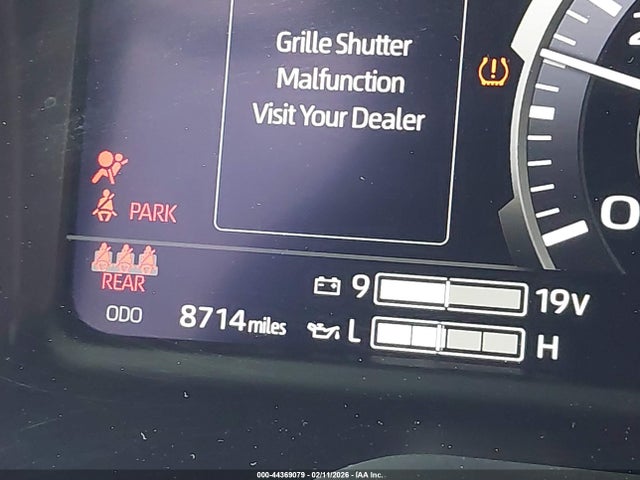 Grille Shutter
Malfunction
Visit Your Dealer
PARK
REAR
ODO 8714 miles
9 19V
L H
0
000-44369079 - 02/11/2026 - IAA Inc.